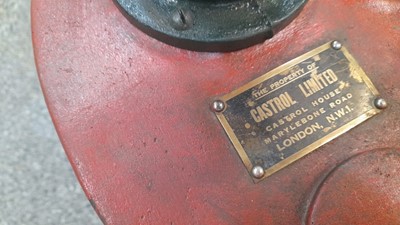 THE PROPERTY OF
CASTROL LIMITED
CASTROL HOUSE
MARYLEBONE ROAD
LONDON, N.W.1.